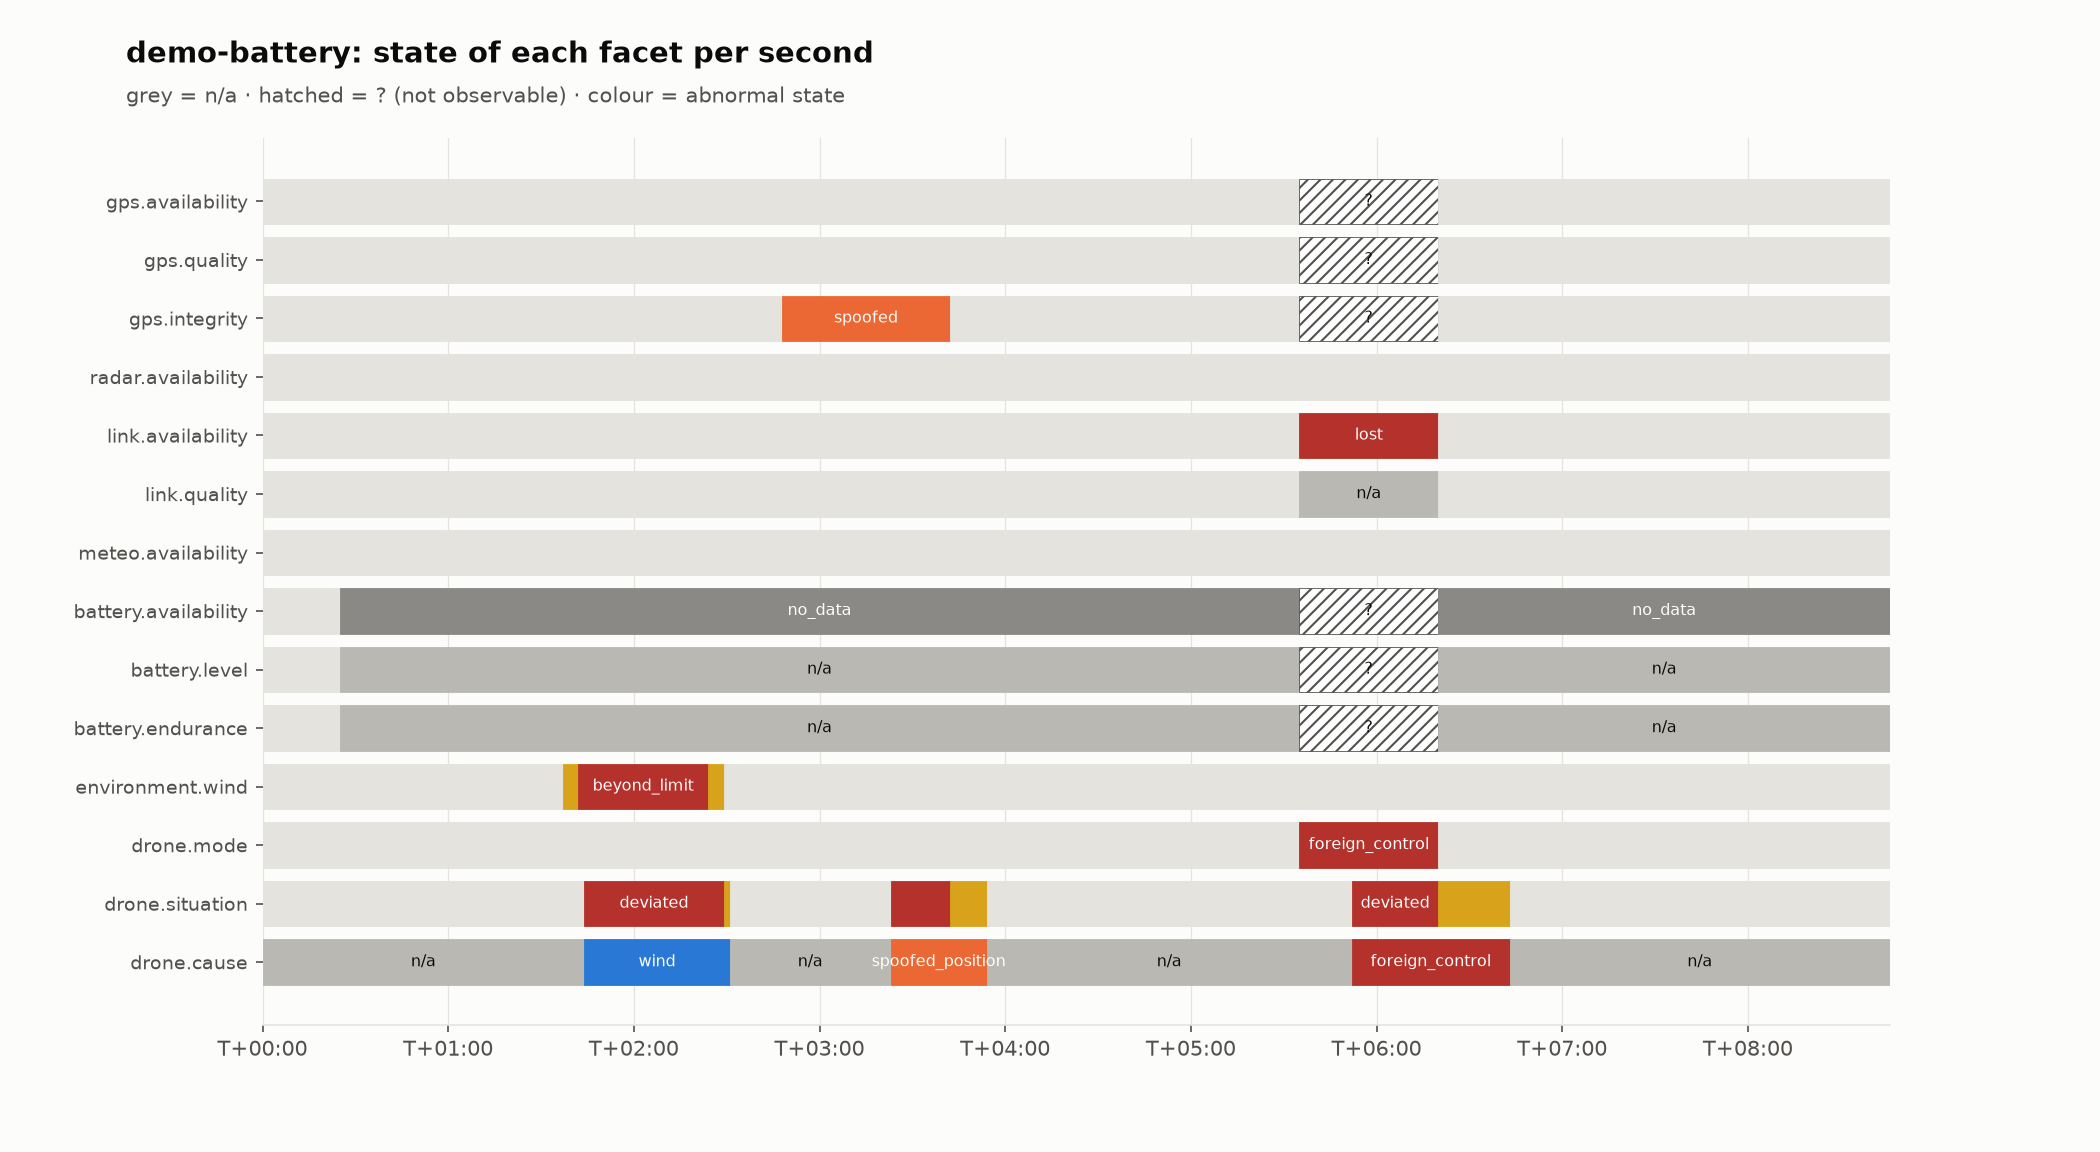 demo-battery: state of each facet per second
grey = n/a · hatched = ? (not observable) · colour = abnormal state
gps.availability ?
gps.quality ?
gps.integrity spoofed ?
radar.availability
link.availability lost
link.quality n/a
meteo.availability
battery.availability no_data ? no_data
battery.level n/a ? n/a
battery.endurance n/a ? n/a
environment.wind beyond_limit
drone.mode foreign_control
drone.situation deviated deviated
drone.cause n/a wind n/a spoofed_position n/a foreign_control n/a
T+00:00 T+01:00 T+02:00 T+03:00 T+04:00 T+05:00 T+06:00 T+07:00 T+08:00